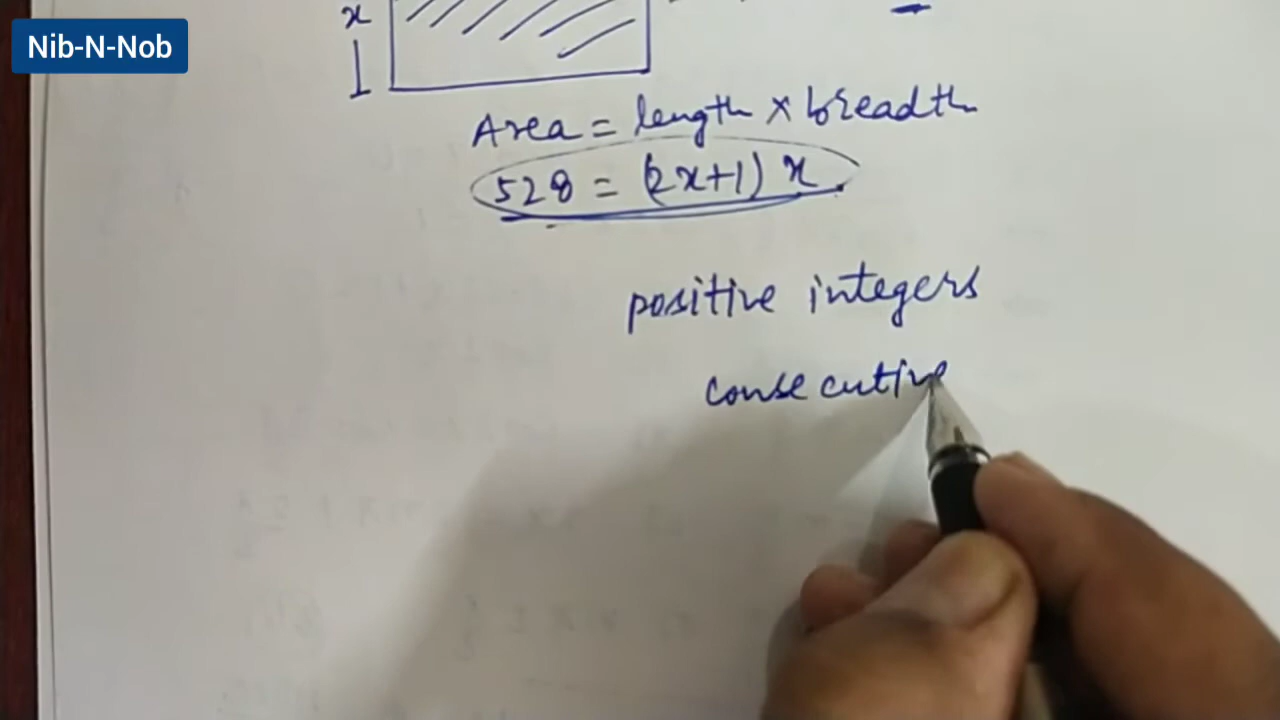 Nib-N-Nob
x
Area = length × breadth
528 = (2x+1) x
positive integers
consecutive